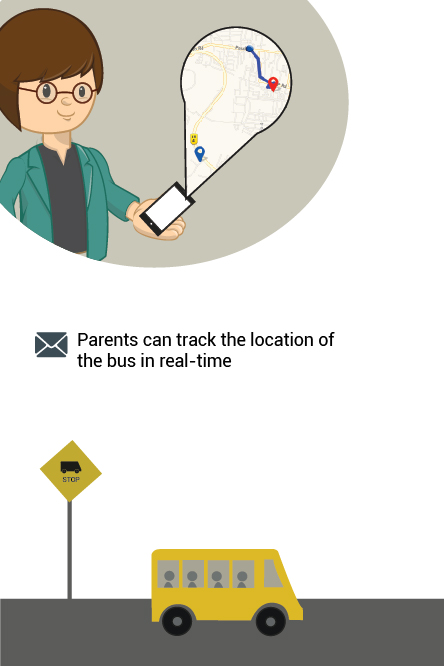 Parents can track the location of
the bus in real-time
STOP